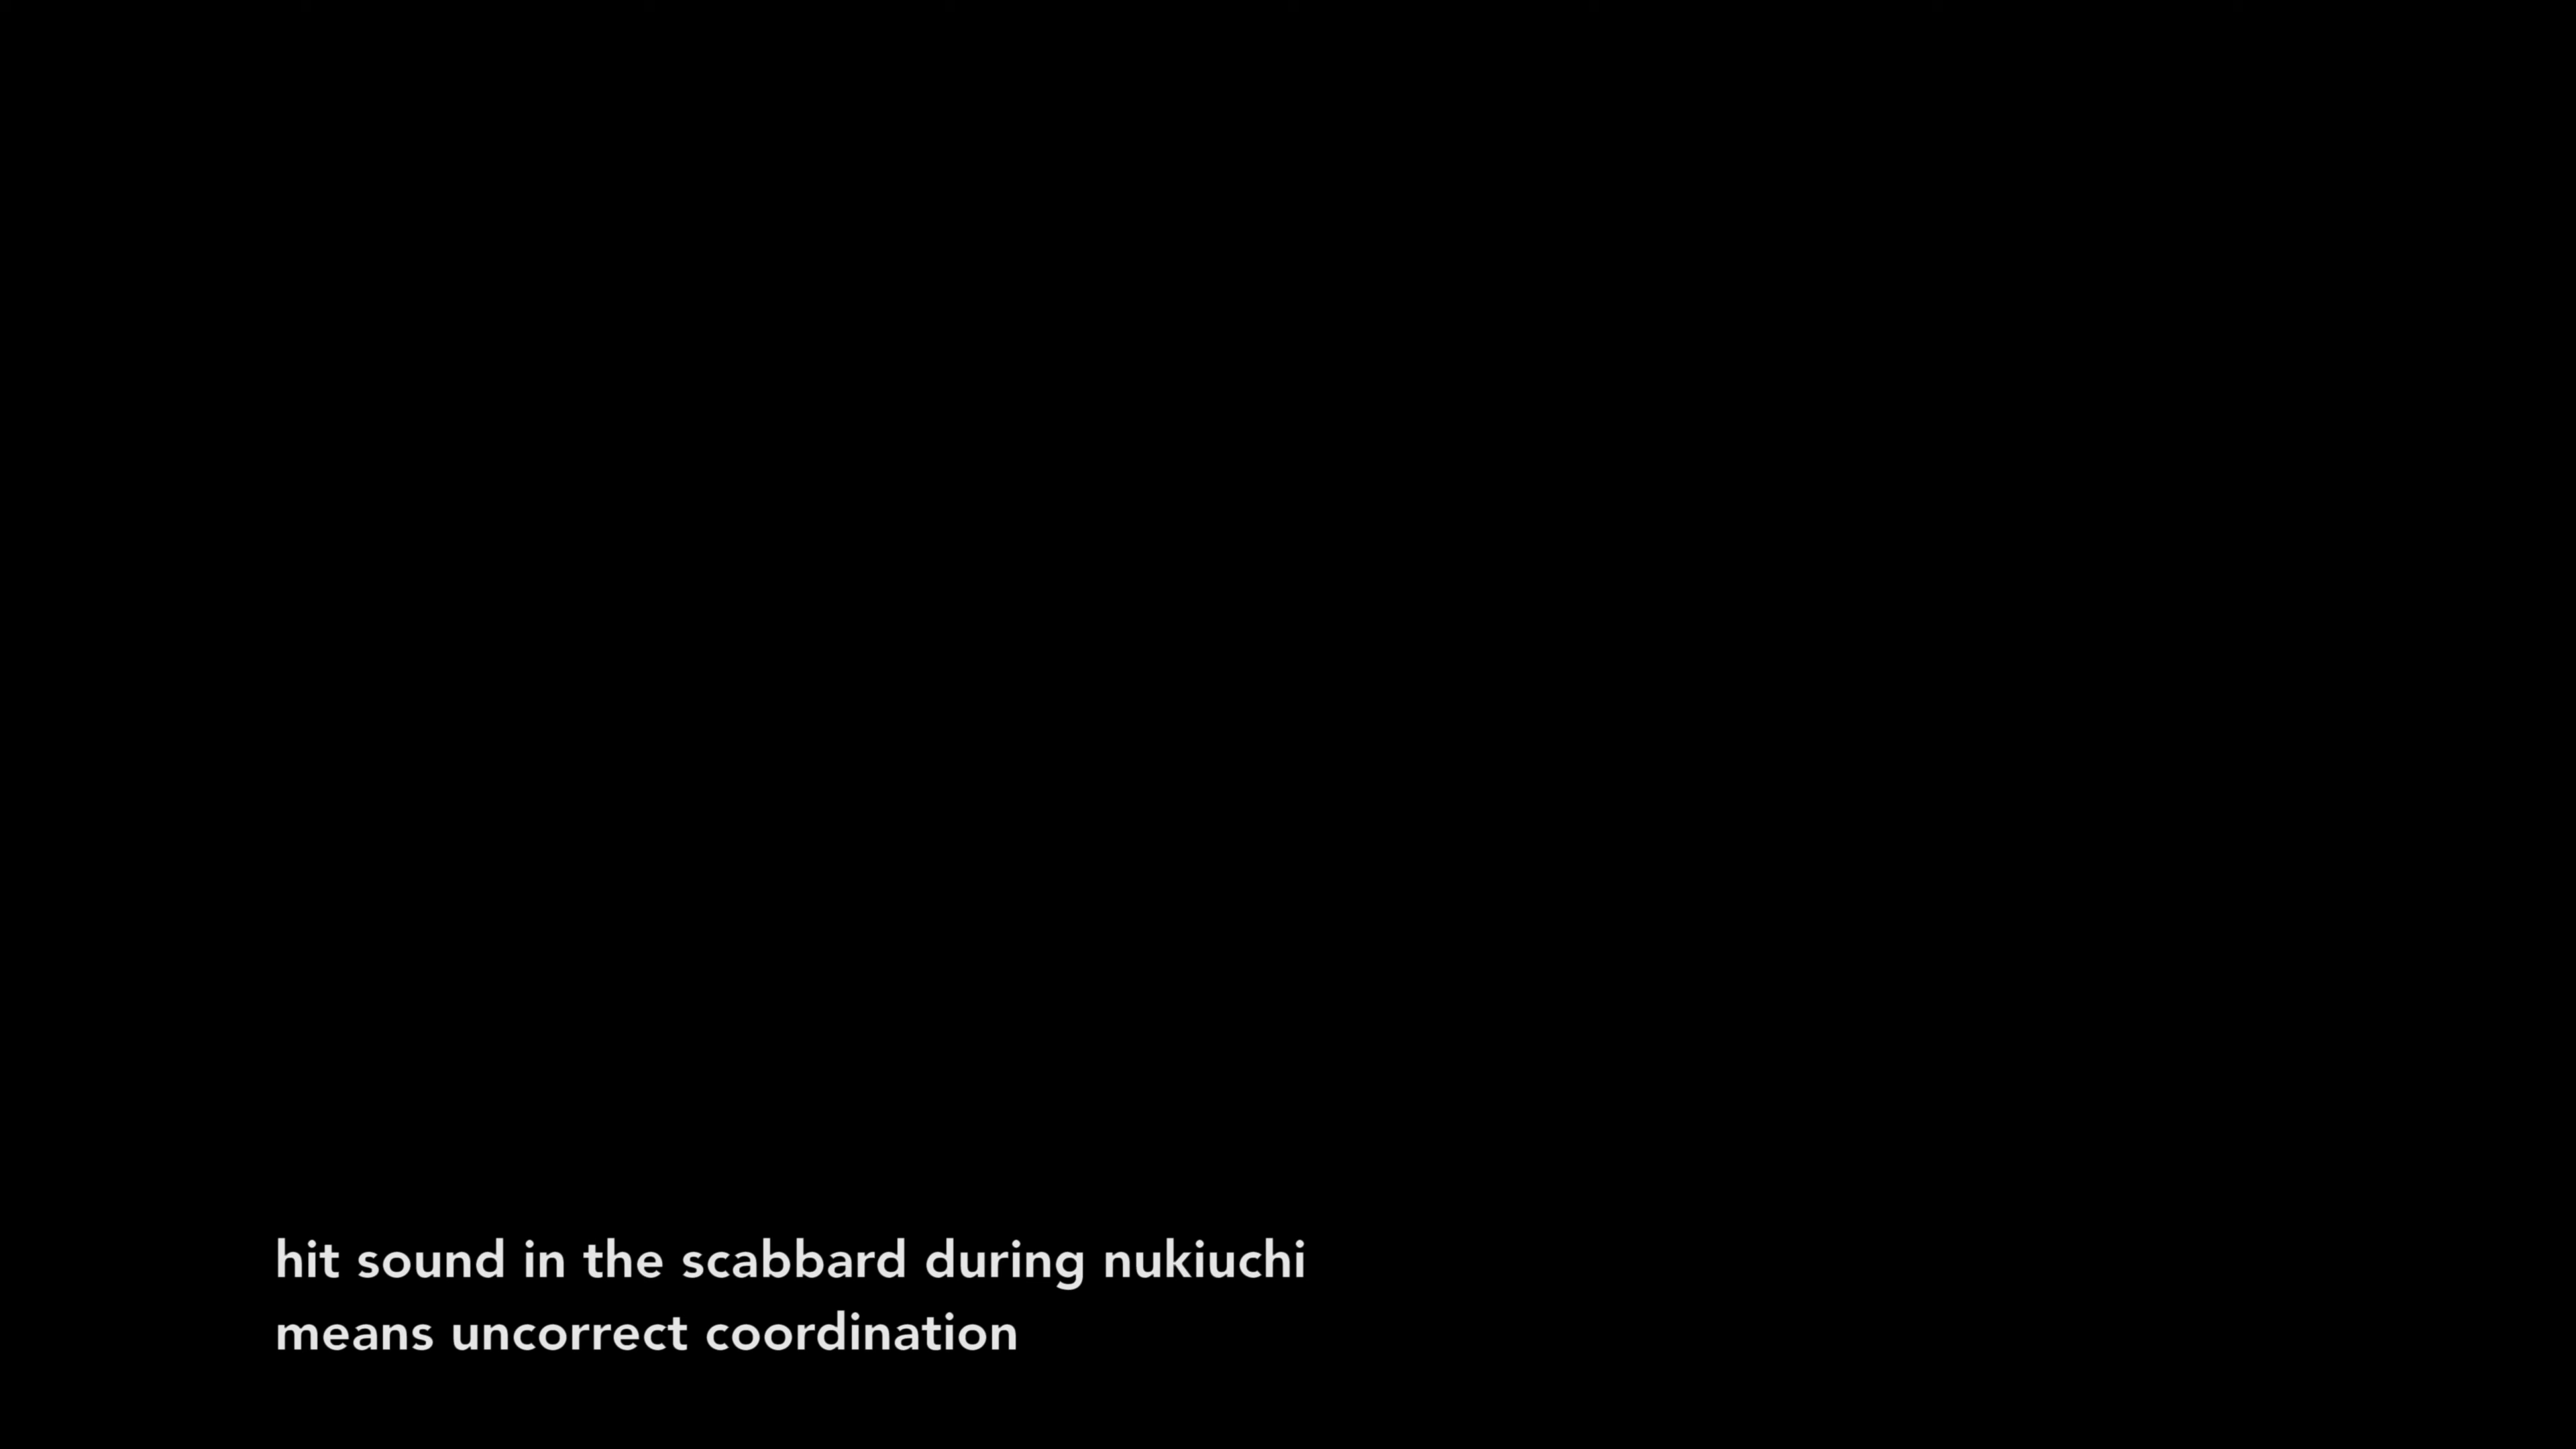 hit sound in the scabbard during nukiuchi
means uncorrect coordination